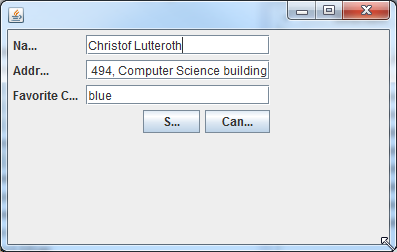 Na... Christof Lutteroth
Addr... 494, Computer Science building
Favorite C... blue
S... Can...